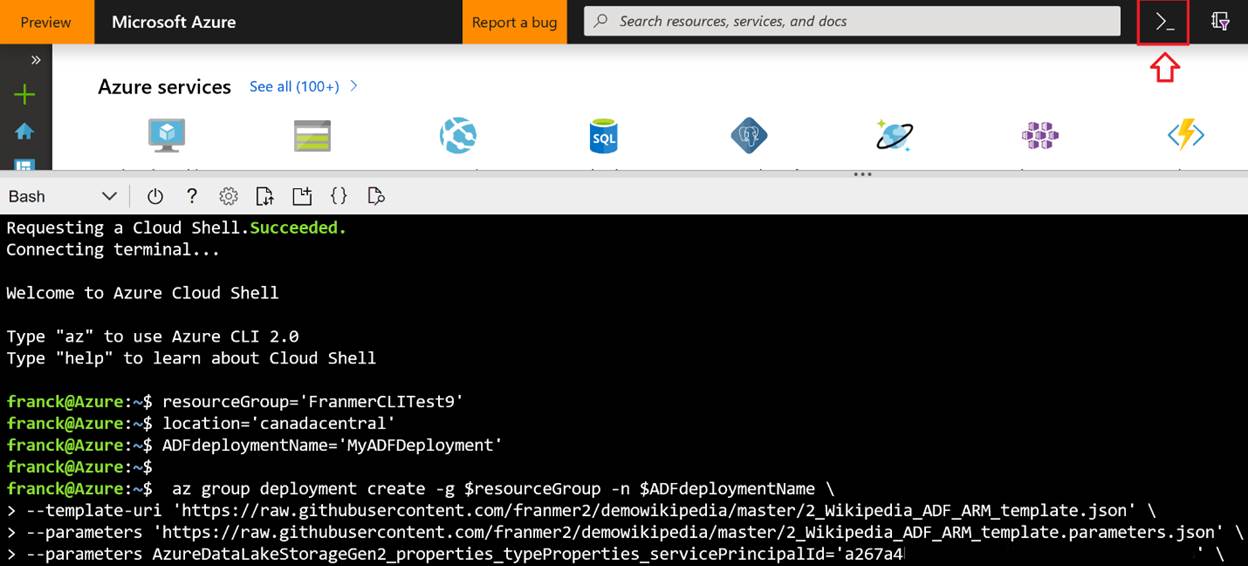 Preview
Microsoft Azure
Report a bug
Search resources, services, and docs
Azure services
See all (100+)
SQL
Bash
Requesting a Cloud Shell.Succeeded.
Connecting terminal...
Welcome to Azure Cloud Shell
Type "az" to use Azure CLI 2.0
Type "help" to learn about Cloud Shell
franck@Azure:~$ resourceGroup='FranmerCLITest9'
franck@Azure:~$ location='canadacentral'
franck@Azure:~$ ADFdeploymentName='MyADFDeployment'
franck@Azure:~$
franck@Azure:~$  az group deployment create -g $resourceGroup -n $ADFdeploymentName \
> --template-uri 'https://raw.githubusercontent.com/franmer2/demowikipedia/master/2_Wikipedia_ADF_ARM_template.json' \
> --parameters 'https://raw.githubusercontent.com/franmer2/demowikipedia/master/2_Wikipedia_ADF_ARM_template.parameters.json' \
> --parameters AzureDataLakeStorageGen2_properties_typeProperties_servicePrincipalId='a267a4 ' \